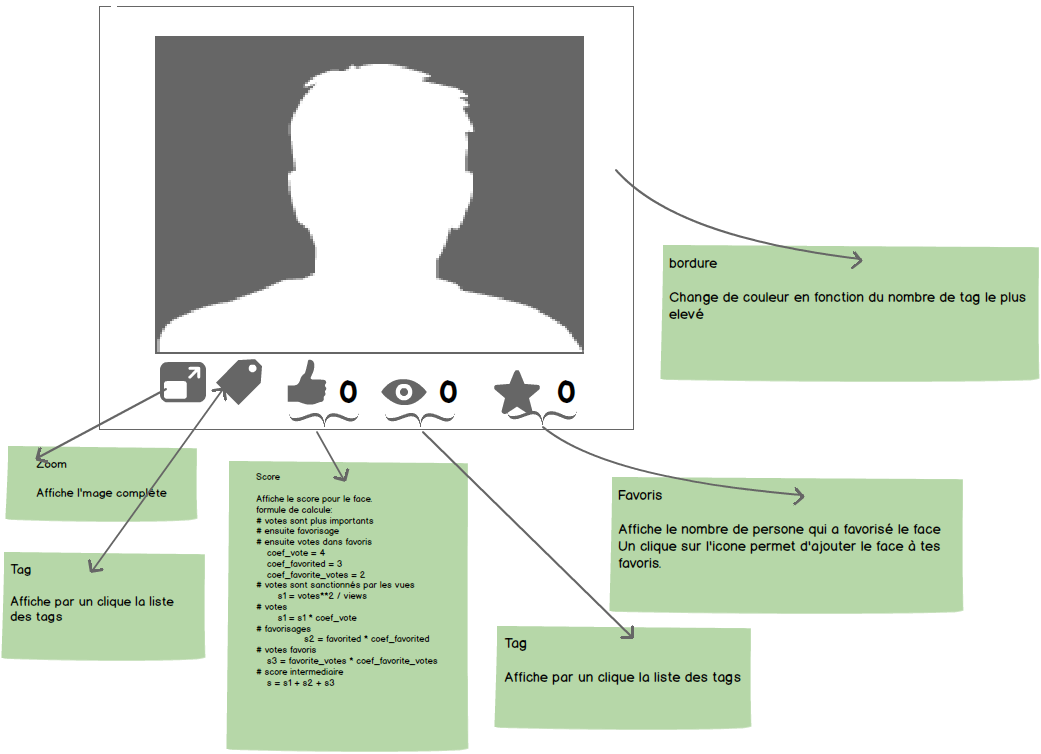 0
0
0
bordure
Change de couleur en fonction du nombre de tag le plus
elevé
Zoom
Affiche l'mage complète
Tag
Affiche par un clique la liste
des tags
Score
Affiche le score pour le face.
formule de calcule:
# votes sont plus importants
# ensuite favorisage
# ensuite votes dans favoris
coef_vote = 4
coef_favorited = 3
coef_favorite_votes = 2
# votes sont sanctionnés par les vues
s1 = votes**2 / views
# votes
s1 = s1 * coef_vote
# favorisages
s2 = favorited * coef_favorited
# votes favoris
s3 = favorite_votes * coef_favorite_votes
# score intermediaire
s = s1 + s2 + s3
Favoris
Affiche le nombre de persone qui a favorisé le face
Un clique sur l'icone permet d'ajouter le face à tes
favoris.
Tag
Affiche par un clique la liste des tags